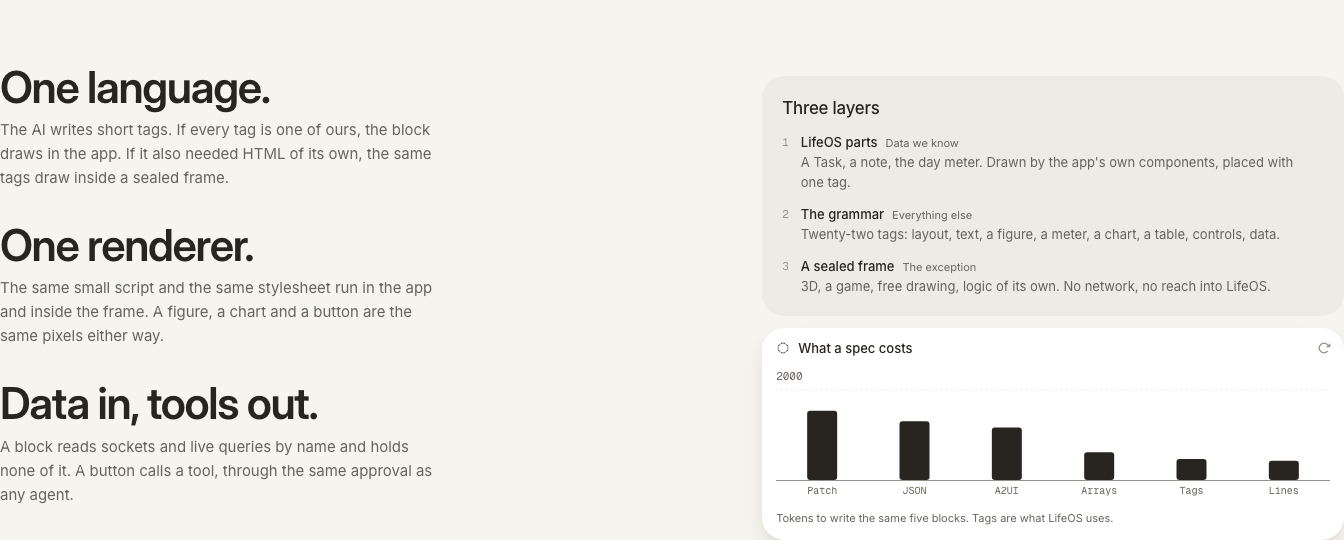 One language.
The AI writes short tags. If every tag is one of ours, the block
draws in the app. If it also needed HTML of its own, the same
tags draw inside a sealed frame.
One renderer.
The same small script and the same stylesheet run in the app
and inside the frame. A figure, a chart and a button are the
same pixels either way.
Data in, tools out.
A block reads sockets and live queries by name and holds
none of it. A button calls a tool, through the same approval as
any agent.
Three layers
1 LifeOS parts Data we know
A Task, a note, the day meter. Drawn by the app's own components, placed with
one tag.
2 The grammar Everything else
Twenty-two tags: layout, text, a figure, a meter, a chart, a table, controls, data.
3 A sealed frame The exception
3D, a game, free drawing, logic of its own. No network, no reach into LifeOS.
What a spec costs
2000
Patch JSON A2UI Arrays Tags Lines
Tokens to write the same five blocks. Tags are what LifeOS uses.